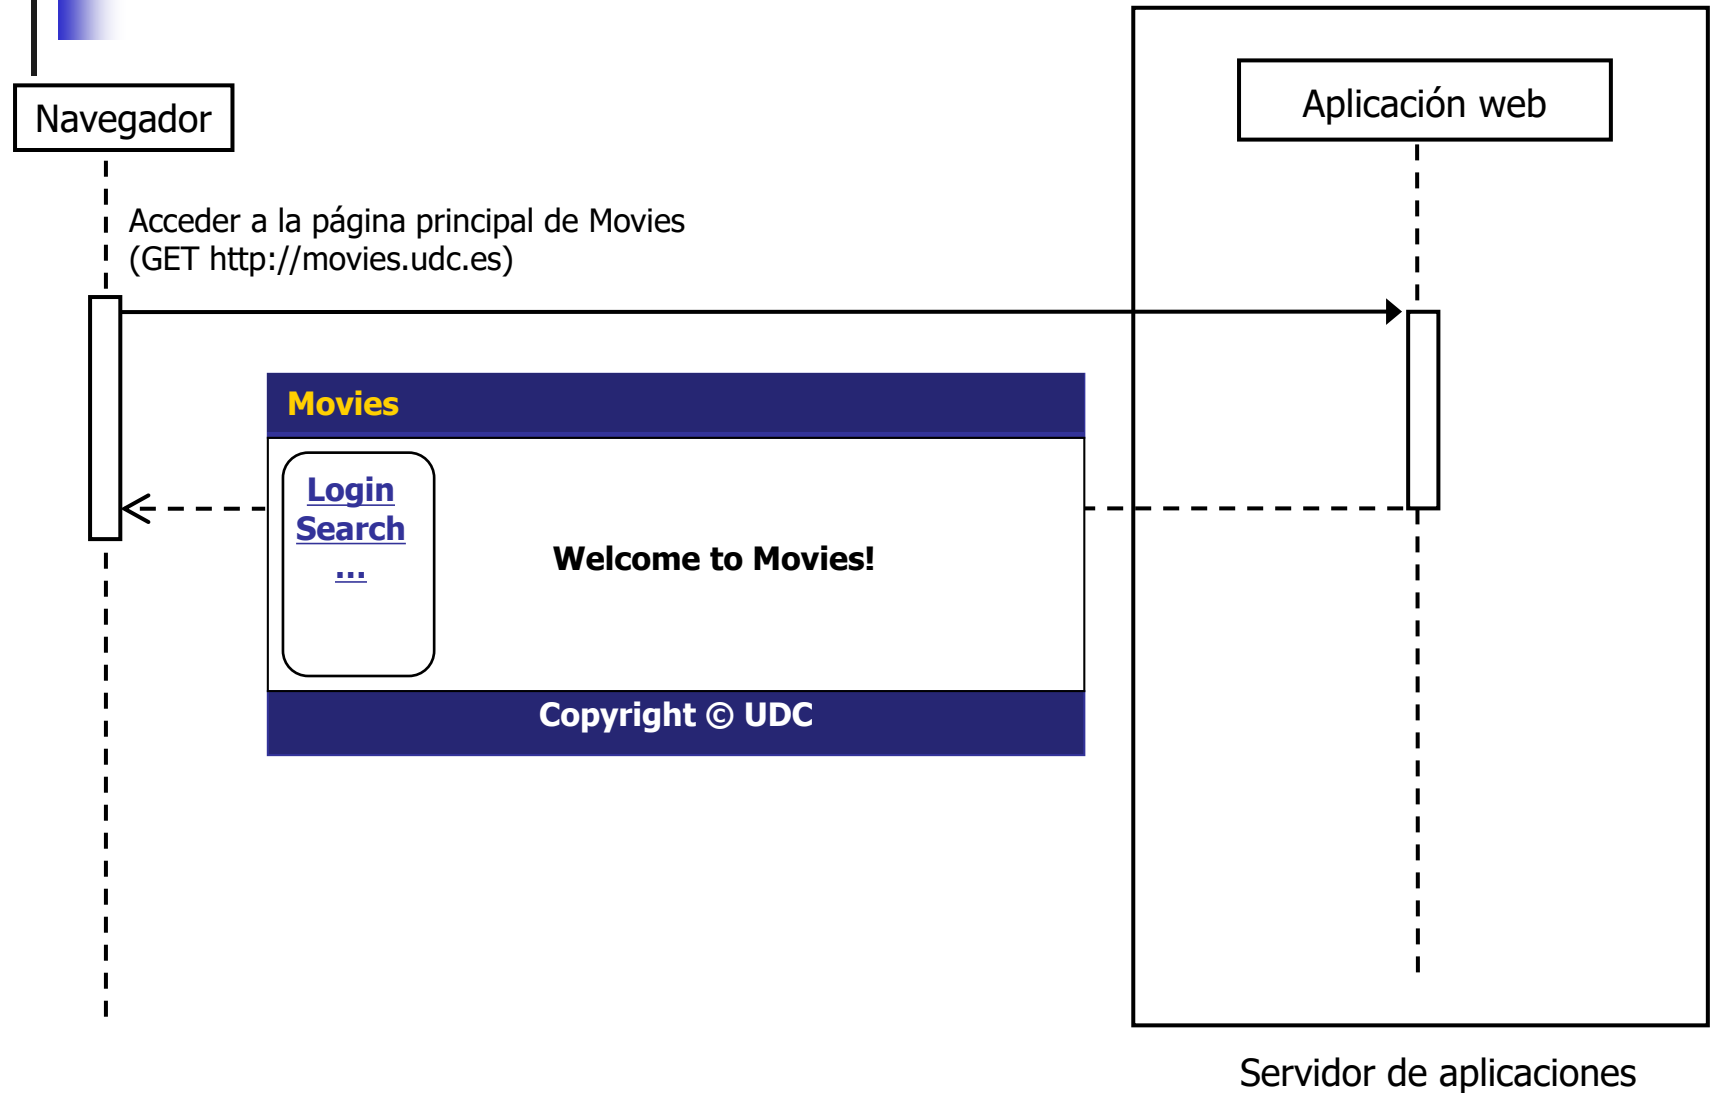 Navegador
Aplicación web
Acceder a la página principal de Movies
(GET http://movies.udc.es)
Movies
Login
Search
...
Welcome to Movies!
Copyright © UDC
Servidor de aplicaciones